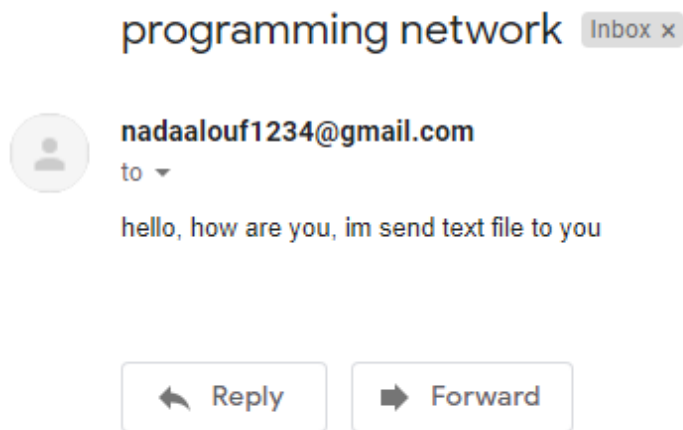 programming network Inbox x
nadaalouf1234@gmail.com
to
hello, how are you, im send text file to you
Reply Forward